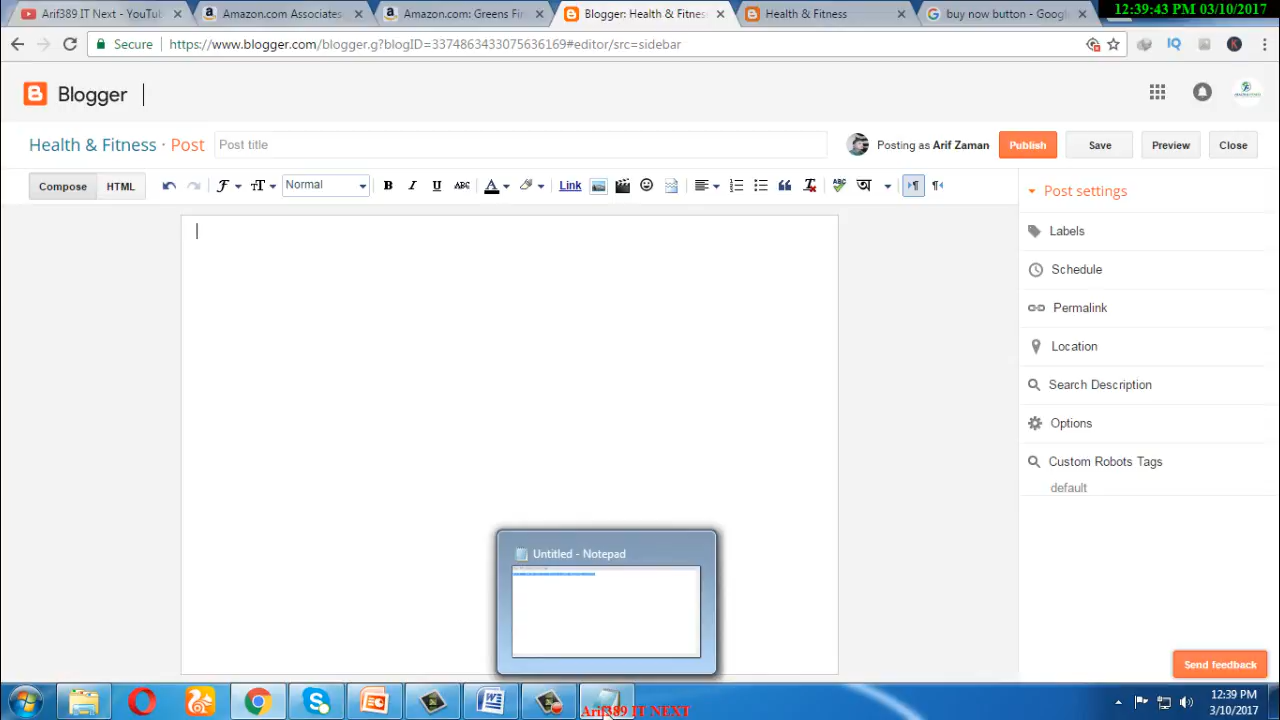 Arif389 IT Next - YouTu
Amazon.com Associates
Amazon.com: Greens+
Blogger: Health & Fitnes
Health & Fitness
buy now button - Googl
12:39:43 PM 03/10/2017
Secure
https://www.blogger.com/blogger.g?blogID=3374863433075636169#editor/src=sidebar
Blogger
Health & Fitness · Post
Post title
Posting as Arif Zaman
Publish
Save
Preview
Close
Compose
HTML
Normal
B I U ABC A
Link
Post settings
Labels
Schedule
Permalink
Location
Search Description
Options
Custom Robots Tags
default
Untitled - Notepad
Send feedback
Arif389 IT NEXT
12:39 PM
3/10/2017